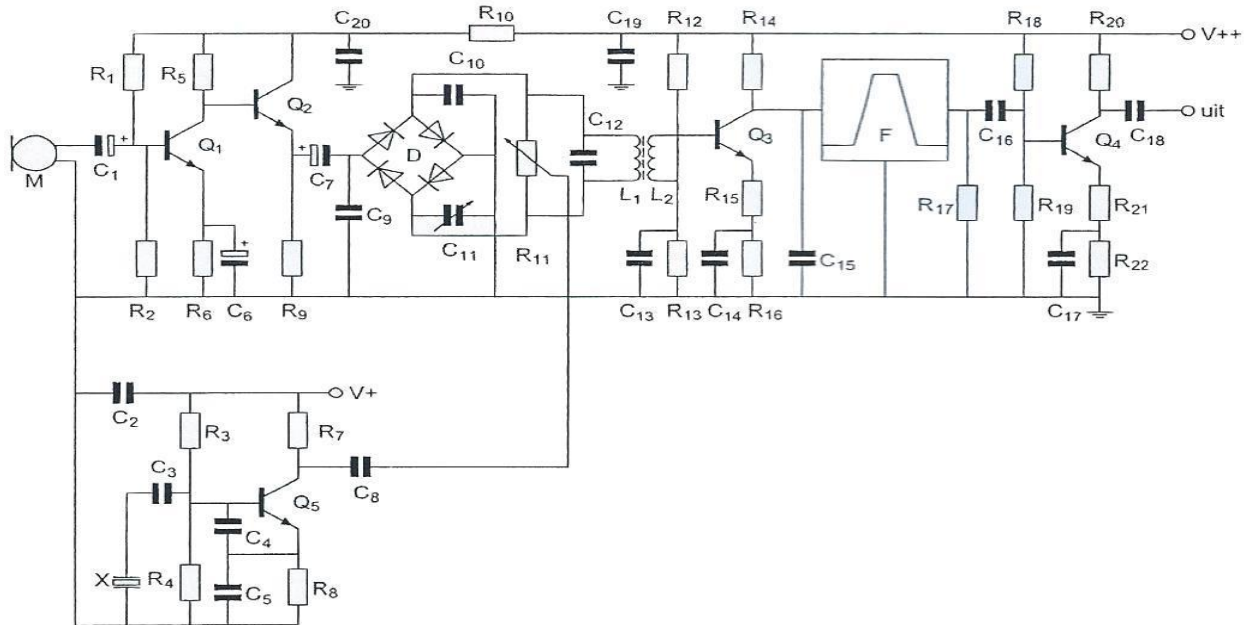 R10
C20 C19 R12 R14 R18 R20
V++
R1 R5 C10
Q2 C12 C16 uit
Q1 D Q3 F Q4 C18
M C1 + + C7
L1 L2 R15 R17 R19 R21
C9
+ C11 R11 C15 R22
R2 R6 C6 R9 C13 R13 C14 R16 C17
V+
C2 R3 R7
C3
Q5 C8
C4
X R4 C5 R8